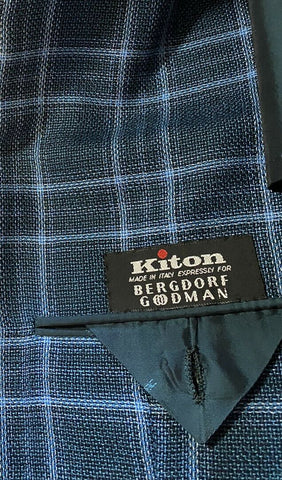 Kiton
MADE IN ITALY EXPRESSLY FOR
BERGDORF
GOODMAN